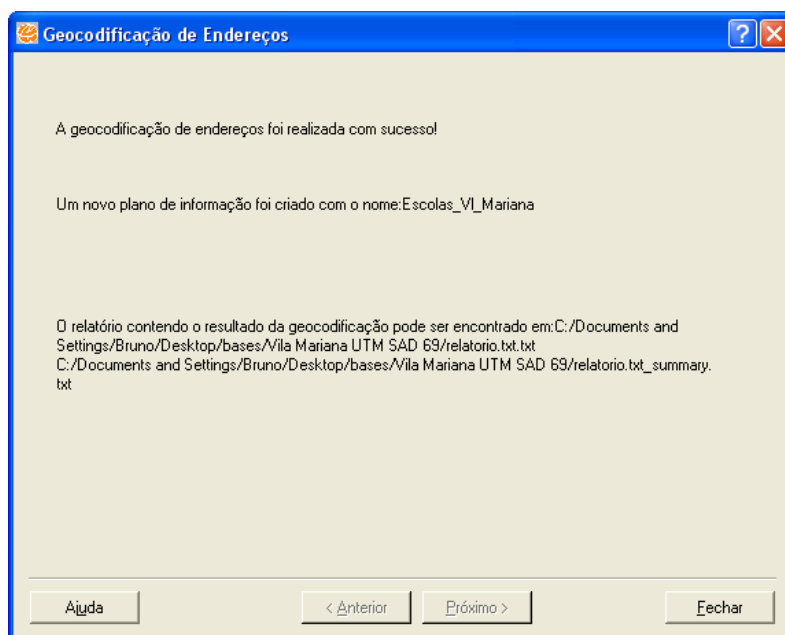 Geocodificação de Endereços
A geocodificação de endereços foi realizada com sucesso!
Um novo plano de informação foi criado com o nome:Escolas_Vl_Mariana
O relatório contendo o resultado da geocodificação pode ser encontrado em:C:/Documents and
Settings/Bruno/Desktop/bases/Vila Mariana UTM SAD 69/relatorio.txt.txt
C:/Documents and Settings/Bruno/Desktop/bases/Vila Mariana UTM SAD 69/relatorio.txt_summary.
txt
Ajuda < Anterior Próximo > Fechar